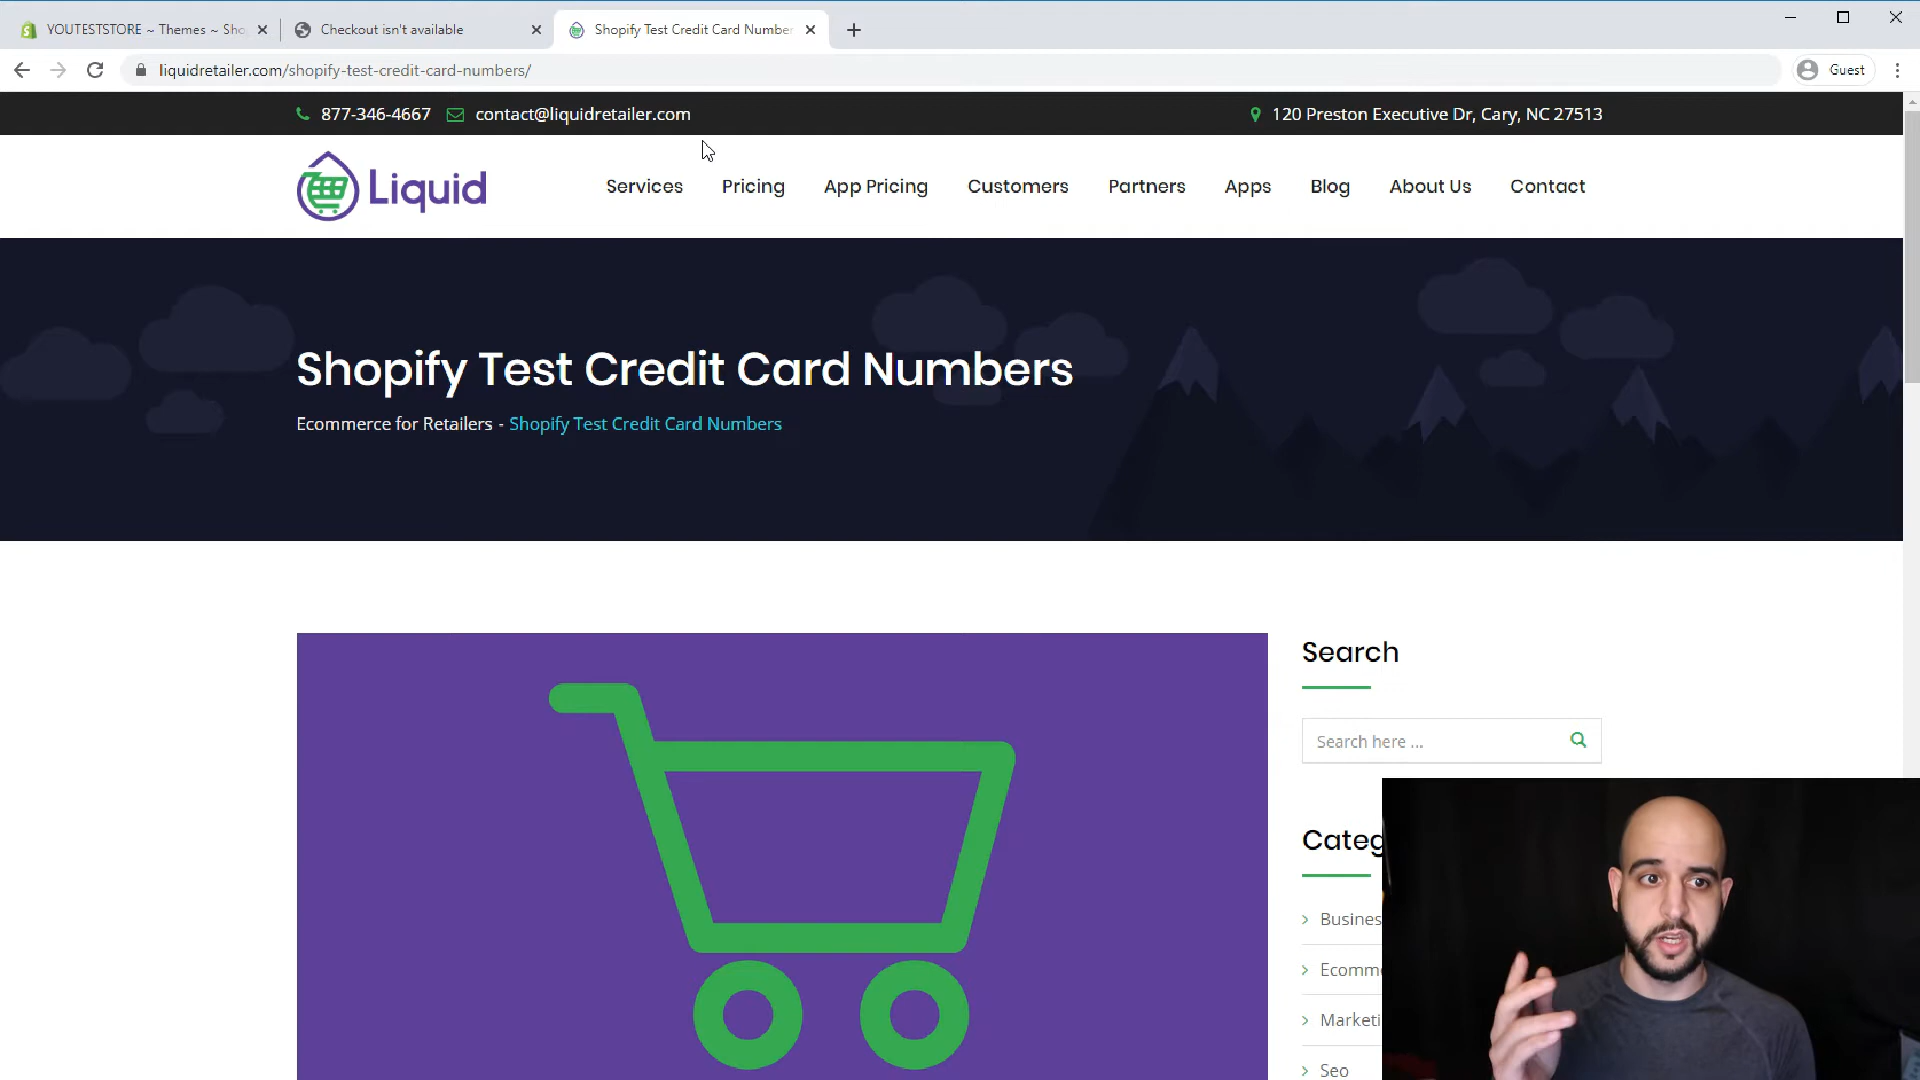 YOUTESTSTORE ~ Themes ~ Sho
Checkout isn't available
Shopify Test Credit Card Number
liquidretailer.com/shopify-test-credit-card-numbers/
Guest
877-346-4667
contact@liquidretailer.com
120 Preston Executive Dr, Cary, NC 27513
Liquid
Services
Pricing
App Pricing
Customers
Partners
Apps
Blog
About Us
Contact
Shopify Test Credit Card Numbers
Ecommerce for Retailers - Shopify Test Credit Card Numbers
Search
Search here ...
Categ
Busines
Ecomme
Marketi
Seo